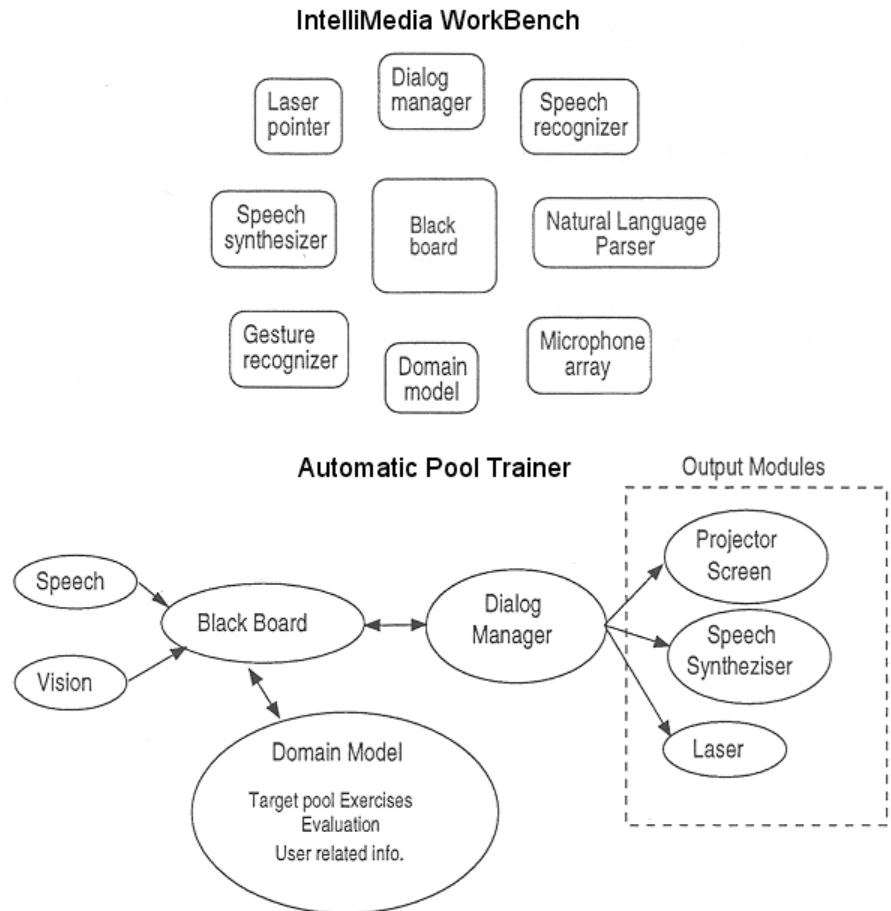 IntelliMedia WorkBench
Laser
pointer
Dialog
manager
Speech
recognizer
Speech
synthesizer
Black
board
Natural Language
Parser
Gesture
recognizer
Domain
model
Microphone
array
Automatic Pool Trainer
Output Modules
Speech
Vision
Black Board
Dialog
Manager
Projector
Screen
Speech
Syntheziser
Laser
Domain Model
Target pool Exercises
Evaluation
User related info.